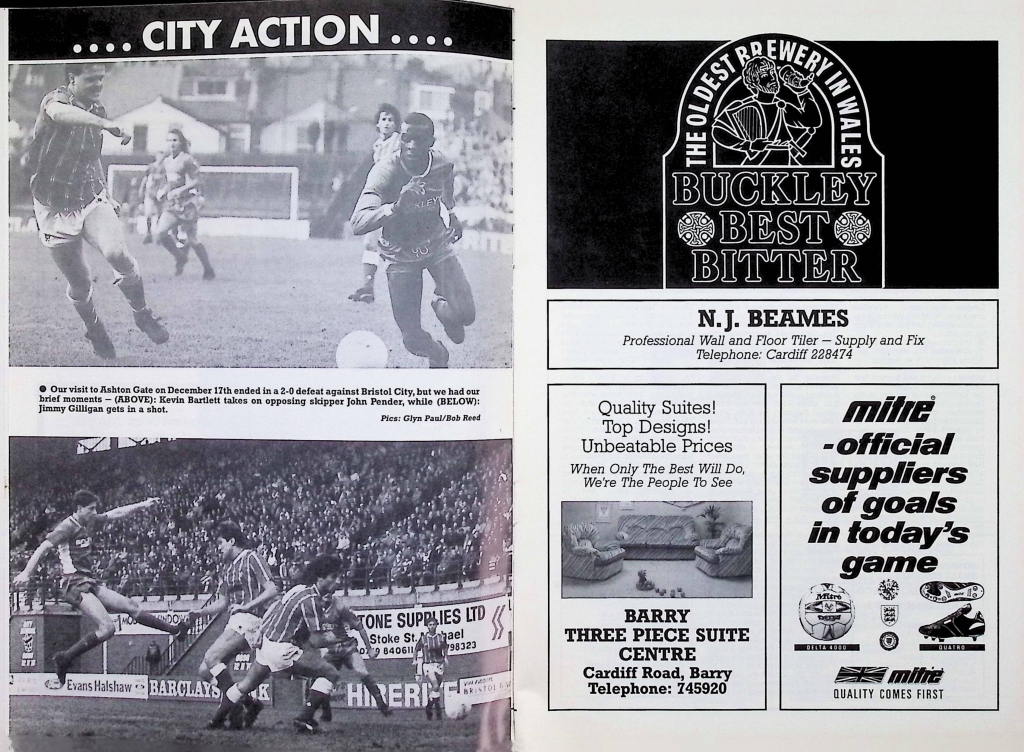 .... CITY ACTION ....
● Our visit to Ashton Gate on December 17th ended in a 2-0 defeat against Bristol City, but we had our
brief moments — (ABOVE): Kevin Bartlett takes on opposing skipper John Pender, while (BELOW):
Jimmy Gilligan gets in a shot.
Pics: Glyn Paul/Bob Reed
TONE SUPPLIES LTD
Stoke St.
840611
798323
Evans Halshaw
BARCLAYS
THE OLDEST BREWERY IN WALES
BUCKLEY
BEST
BITTER
N.J. BEAMES
Professional Wall and Floor Tiler — Supply and Fix
Telephone: Cardiff 228474
Quality Suites!
Top Designs!
Unbeatable Prices
When Only The Best Will Do,
We're The People To See
BARRY
THREE PIECE SUITE
CENTRE
Cardiff Road, Barry
Telephone: 745920
mitre®
-official
suppliers
of goals
in today's
game
Mitre
DELTA 4000
QUATRO
mitre
QUALITY COMES FIRST